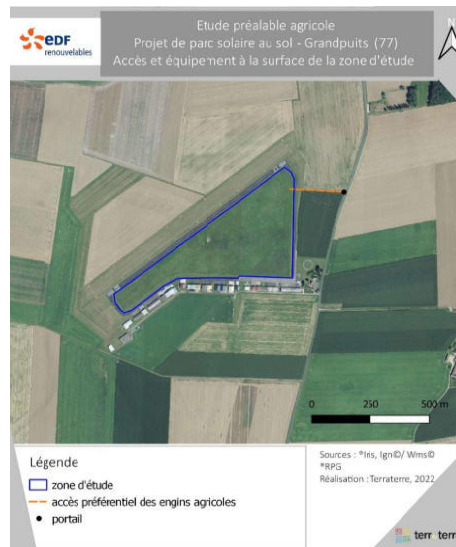 eDF
renouvelables
Etude préalable agricole
Projet de parc solaire au sol - Grandpuits (77)
Accès et équipement à la surface de la zone d'étude
N
0 250 500 m
Légende
zone d'étude
accès préférentiel des engins agricoles
portail
Sources : °Iris, Ign©/ Wms©
°RPG
Réalisation : Terraterre, 2022